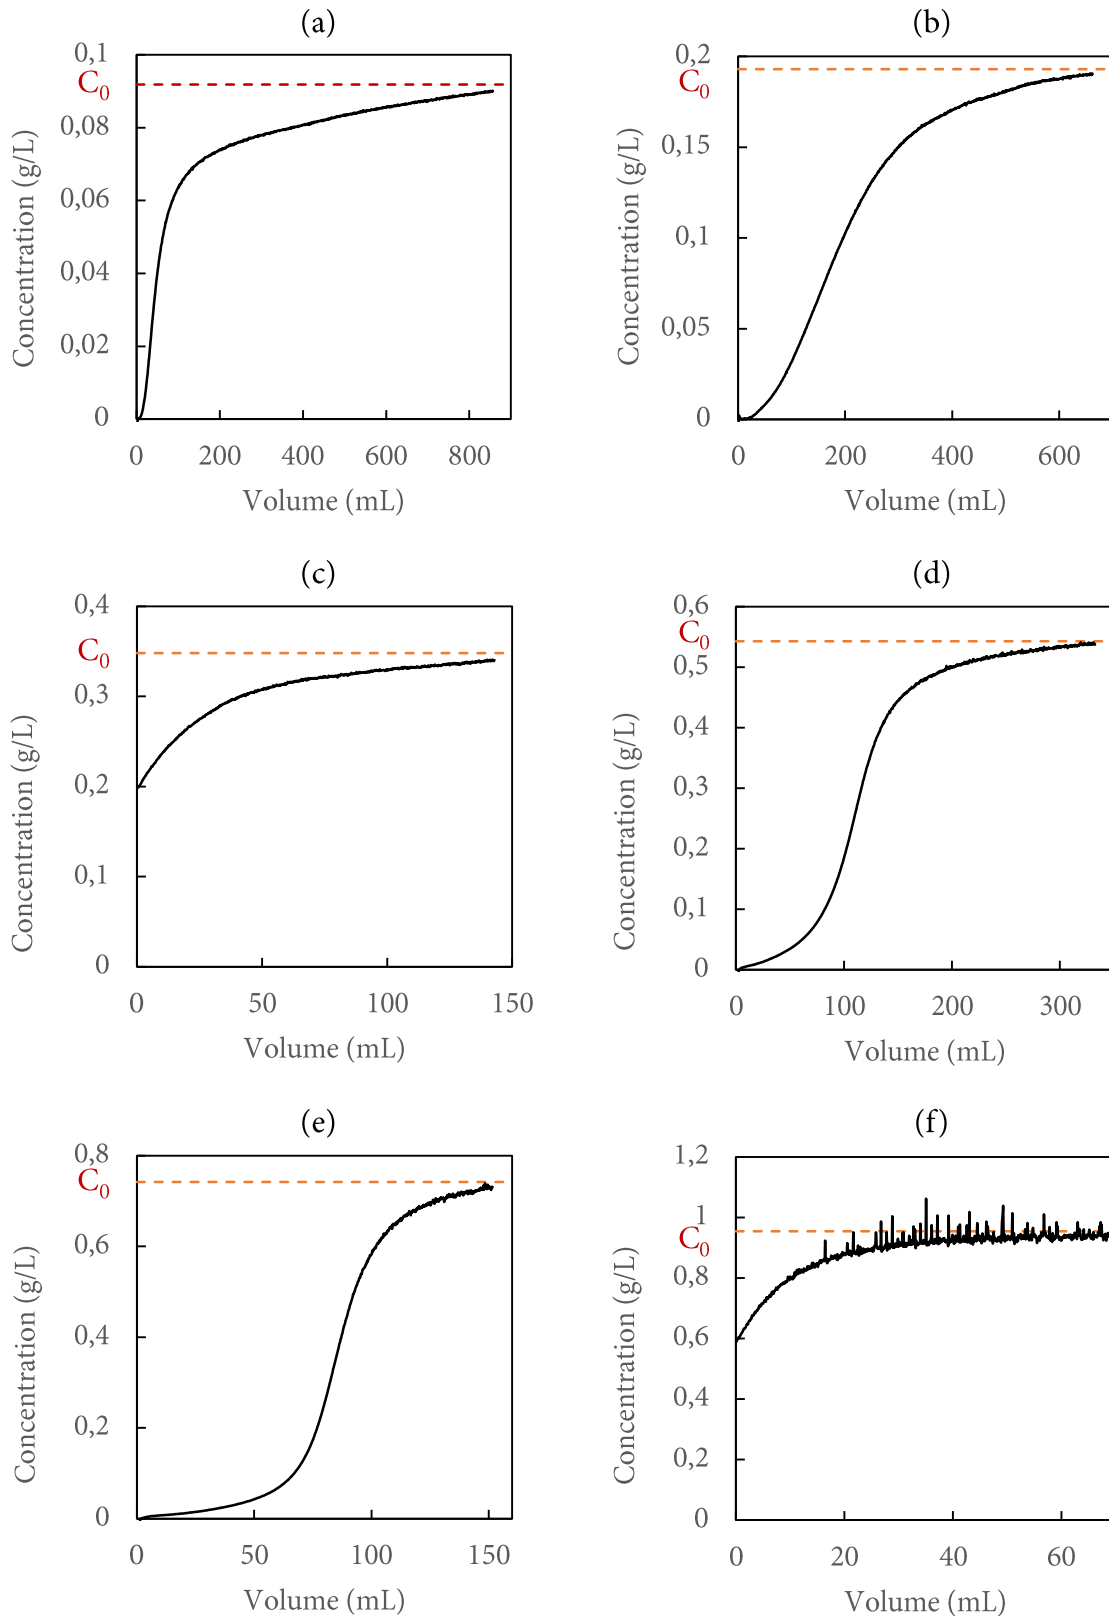 (a)
0,1
C0
0,08
0,06
0,04
0,02
0
Concentration (g/L)
0 200 400 600 800
Volume (mL)
(b)
0,2
C0
0,15
0,1
0,05
0
Concentration (g/L)
0 200 400 600
Volume (mL)
(c)
0,4
C0
0,3
0,2
0,1
0
Concentration (g/L)
0 50 100 150
Volume (mL)
(d)
0,6
C0
0,5
0,4
0,3
0,2
0,1
0
Concentration (g/L)
0 100 200 300
Volume (mL)
(e)
0,8
C0
0,6
0,4
0,2
0
Concentration (g/L)
0 50 100 150
Volume (mL)
(f)
1,2
1
C0
0,8
0,6
0,4
0,2
0
Concentration (g/L)
0 20 40 60
Volume (mL)